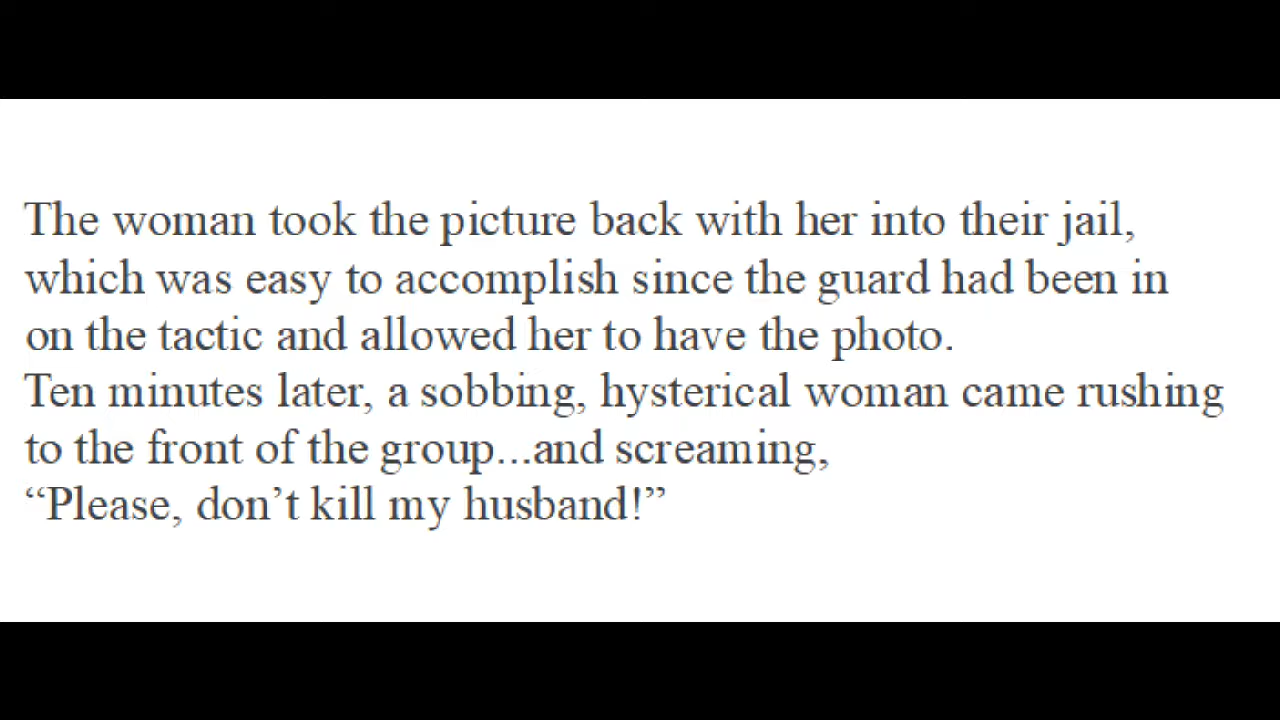 The woman took the picture back with her into their jail,
which was easy to accomplish since the guard had been in
on the tactic and allowed her to have the photo.
Ten minutes later, a sobbing, hysterical woman came rushing
to the front of the group...and screaming,
“Please, don’t kill my husband!”